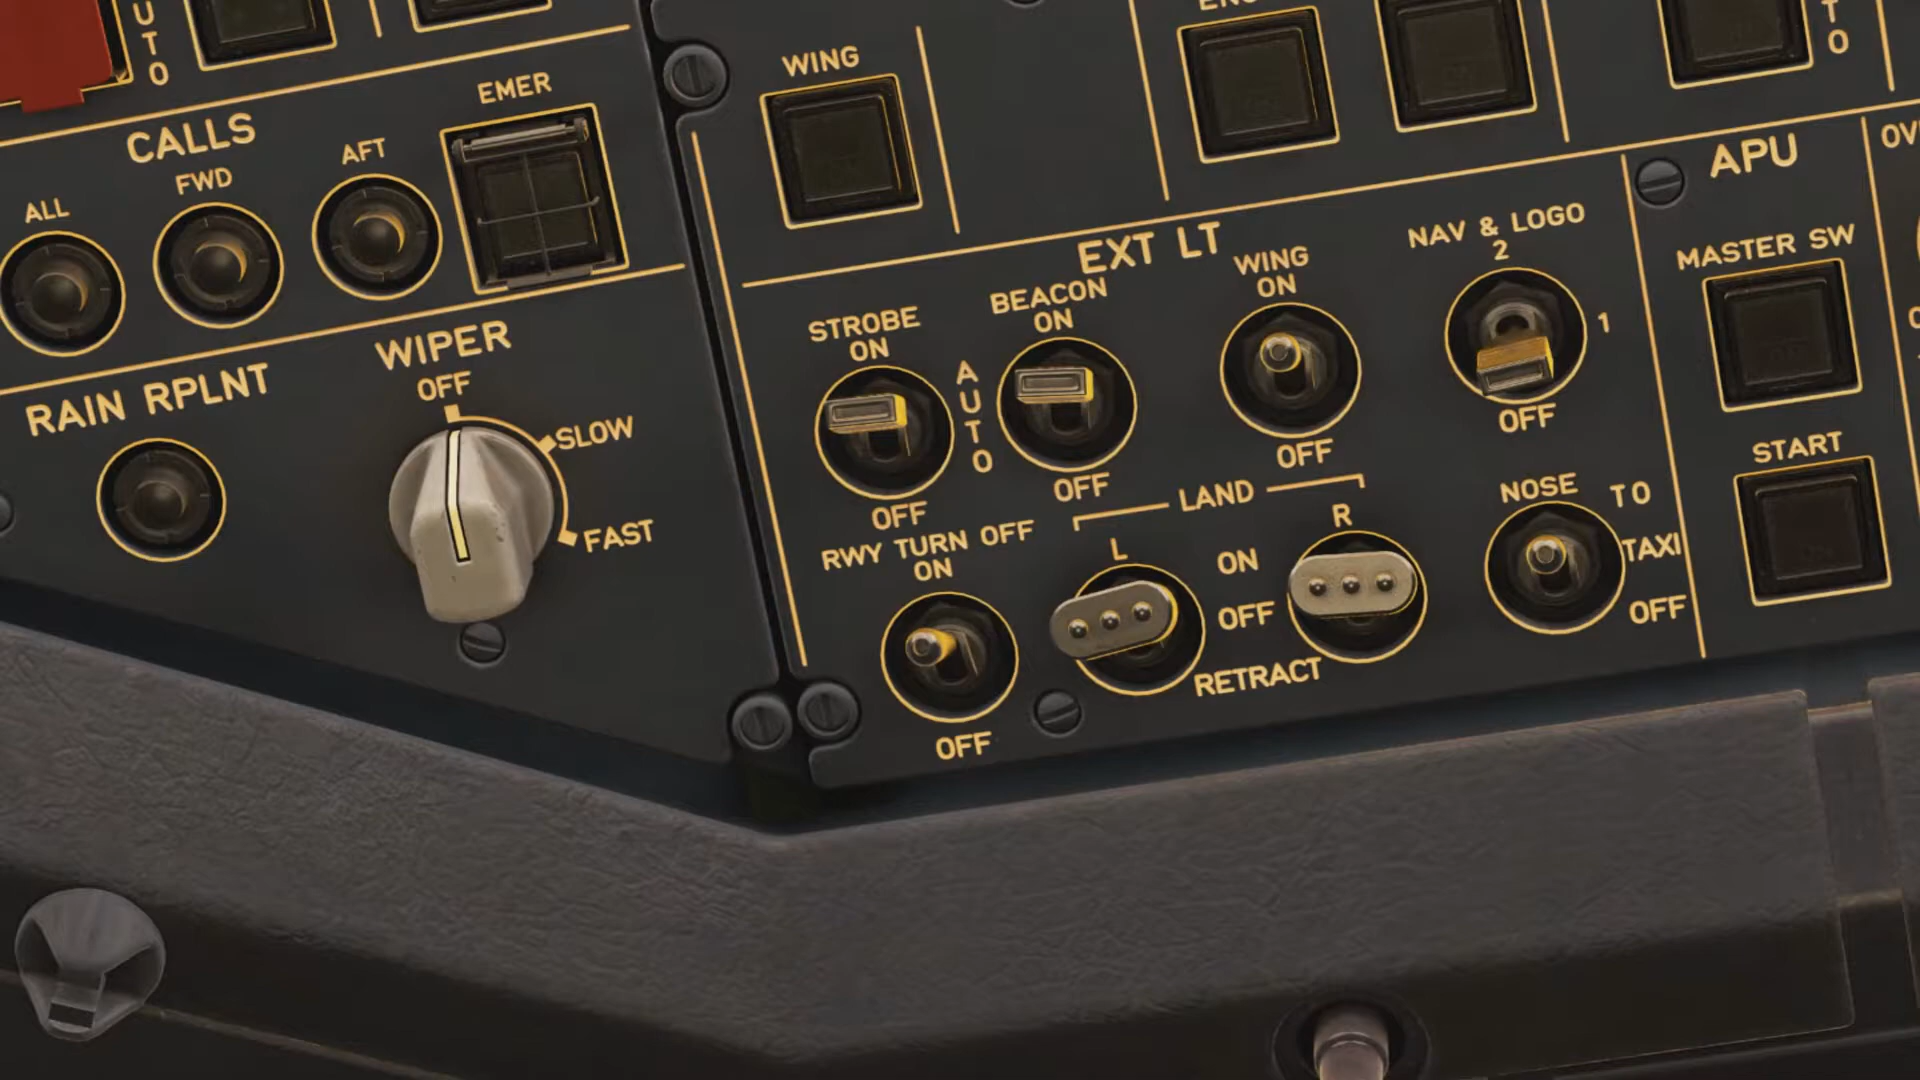 UTO
CALLS
ALL
FWD
AFT
EMER
RAIN RPLNT
WIPER
OFF
SLOW
FAST
WING
EXT LT
STROBE
ON
AUTO
OFF
BEACON
ON
OFF
WING
ON
OFF
NAV & LOGO
2
1
OFF
RWY TURN OFF
ON
OFF
LAND
L
R
ON
OFF
RETRACT
NOSE
TO
TAXI
OFF
TO
APU
MASTER SW
START